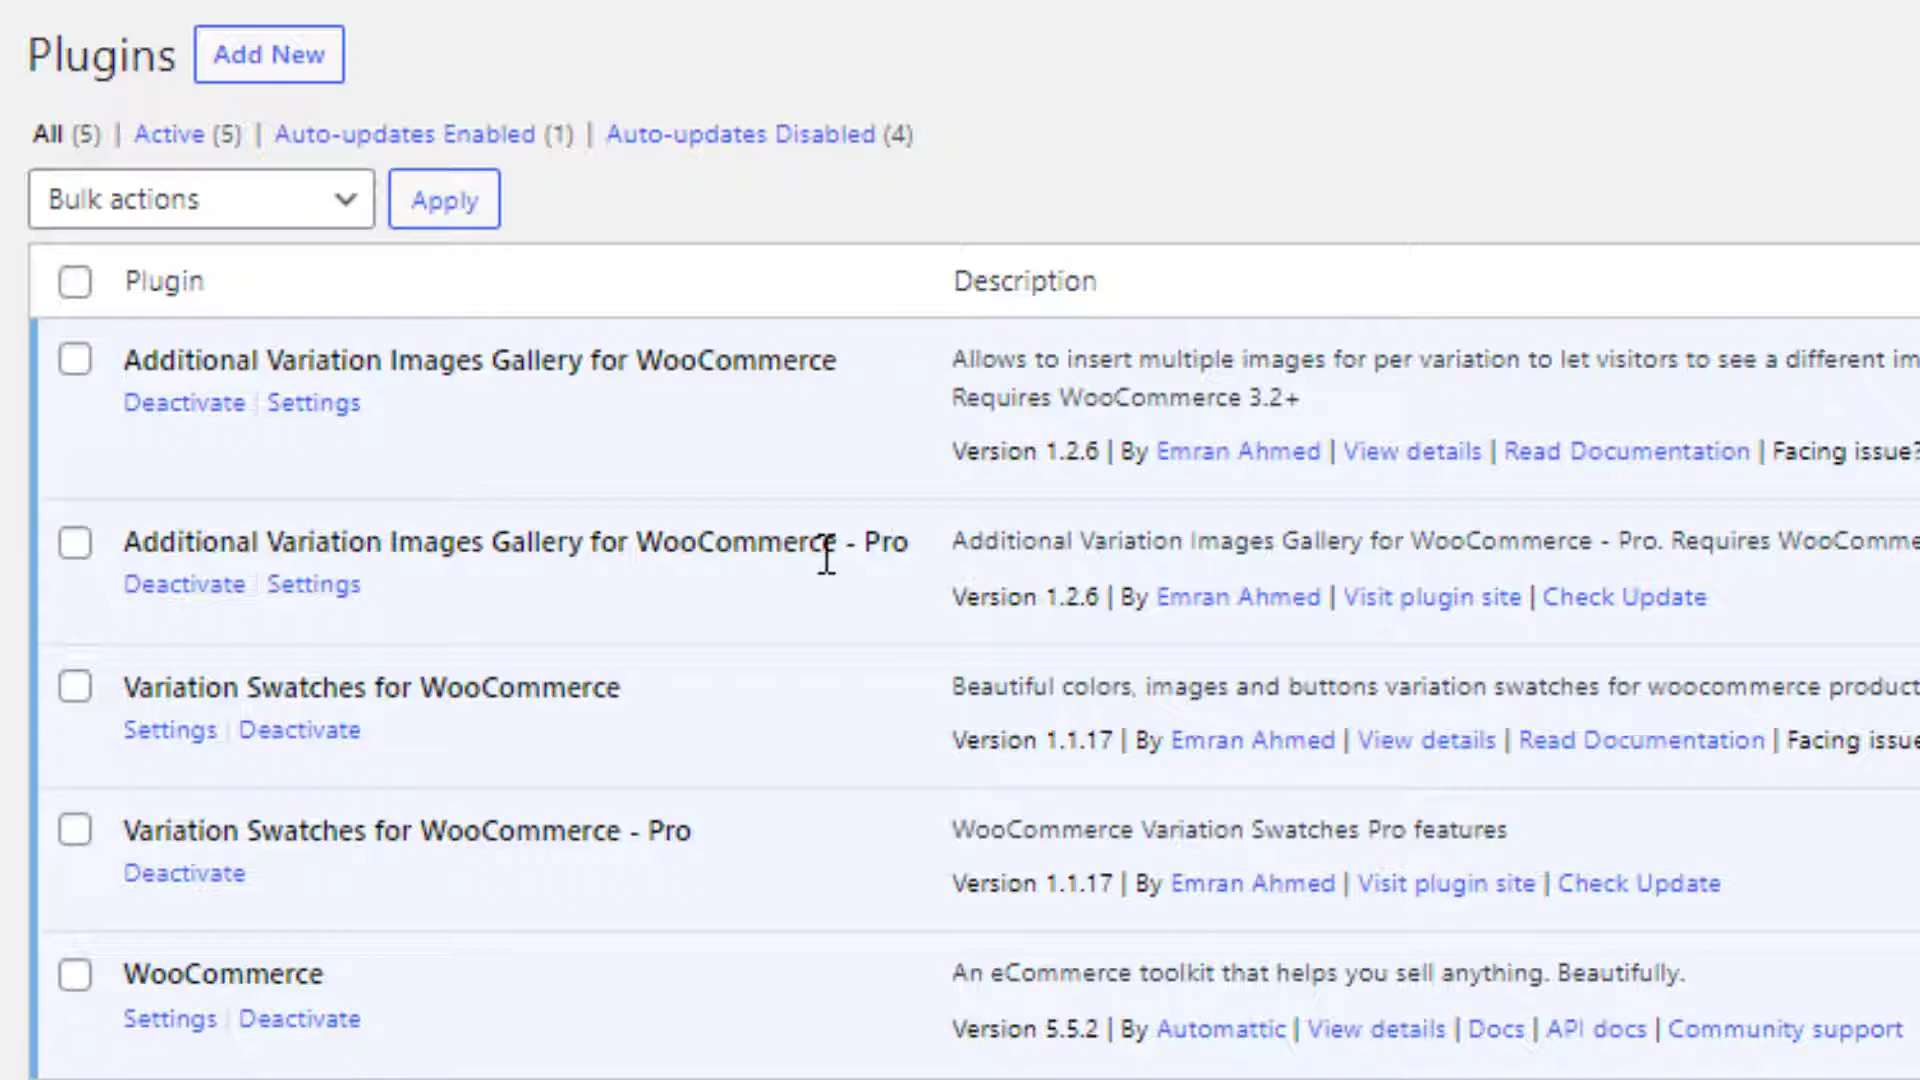 Plugins Add New
All (5) | Active (5) | Auto-updates Enabled (1) | Auto-updates Disabled (4)
Bulk actions Apply
Plugin Description
Additional Variation Images Gallery for WooCommerce
Deactivate | Settings
Allows to insert multiple images for per variation to let visitors to see a different
Requires WooCommerce 3.2+
Version 1.2.6 | By Emran Ahmed | View details | Read Documentation | Facing issue?
Additional Variation Images Gallery for WooCommerce - Pro
Deactivate | Settings
Additional Variation Images Gallery for WooCommerce - Pro. Requires
Version 1.2.6 | By Emran Ahmed | Visit plugin site | Check Update
Variation Swatches for WooCommerce
Settings | Deactivate
Beautiful colors, images and buttons variation swatches for woocommerce product
Version 1.1.17 | By Emran Ahmed | View details | Read Documentation | Facing issue
Variation Swatches for WooCommerce - Pro
Deactivate
WooCommerce Variation Swatches Pro features
Version 1.1.17 | By Emran Ahmed | Visit plugin site | Check Update
WooCommerce
Settings | Deactivate
An eCommerce toolkit that helps you sell anything. Beautifully.
Version 5.5.2 | By Automattic | View details | Docs | API docs | Community support